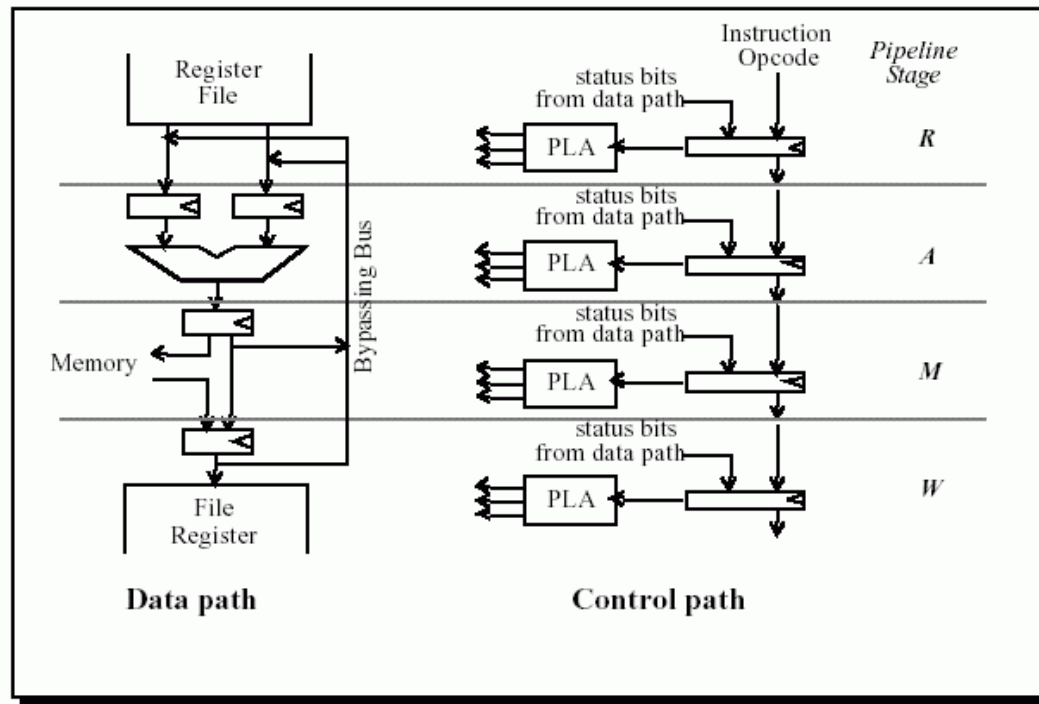 Register
File
Bypassing Bus
Memory
File
Register
Data path
Instruction
Opcode
status bits
from data path
PLA
status bits
from data path
PLA
status bits
from data path
PLA
status bits
from data path
PLA
Control path
Pipeline
Stage
R
A
M
W